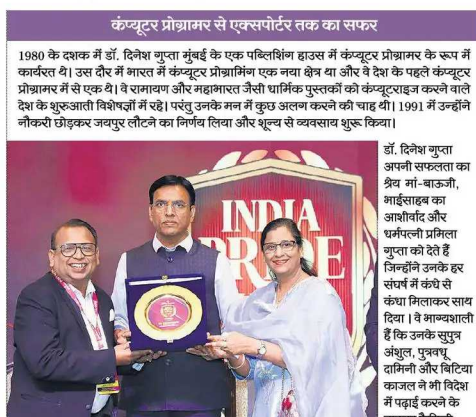 कंप्यूटर प्रोग्रामर से एक्सपोर्टर तक का सफर
1980 के दशक में डॉ. दिनेश गुप्ता मुंबई के एक पब्लिशिंग हाउस में कंप्यूटर प्रोग्रामर के रूप में
कार्यरत थे। उस दौर में भारत में कंप्यूटर प्रोग्रामिंग एक नया क्षेत्र था और वे देश के पहले कंप्यूटर
प्रोग्रामर में से एक थे। वे रामायण और महाभारत जैसी धार्मिक पुस्तकों को कंप्यूटराइज करने वाले
देश के शुरुआती विशेषज्ञों में रहे। परंतु उनके मन में कुछ अलग करने की चाह थी। 1991 में उन्होंने
नौकरी छोड़कर जयपुर लौटने का निर्णय लिया और शून्य से व्यवसाय शुरू किया।
INDIA
PRIDE
डॉ. दिनेश गुप्ता
अपनी सफलता का
श्रेय मां-बाऊजी,
भाईसाहब का
आशीर्वाद और
धर्मपत्नी प्रमिला
गुप्ता को देते हैं
जिन्होंने उनके हर
संघर्ष में कंधे से
कंधा मिलाकर साथ
दिया। वे भाग्यशाली
हैं कि उनके सुपुत्र
अंशुल, पुत्रवधू
दामिनी और बिटिया
काजल ने भी विदेश
में पढ़ाई करने के